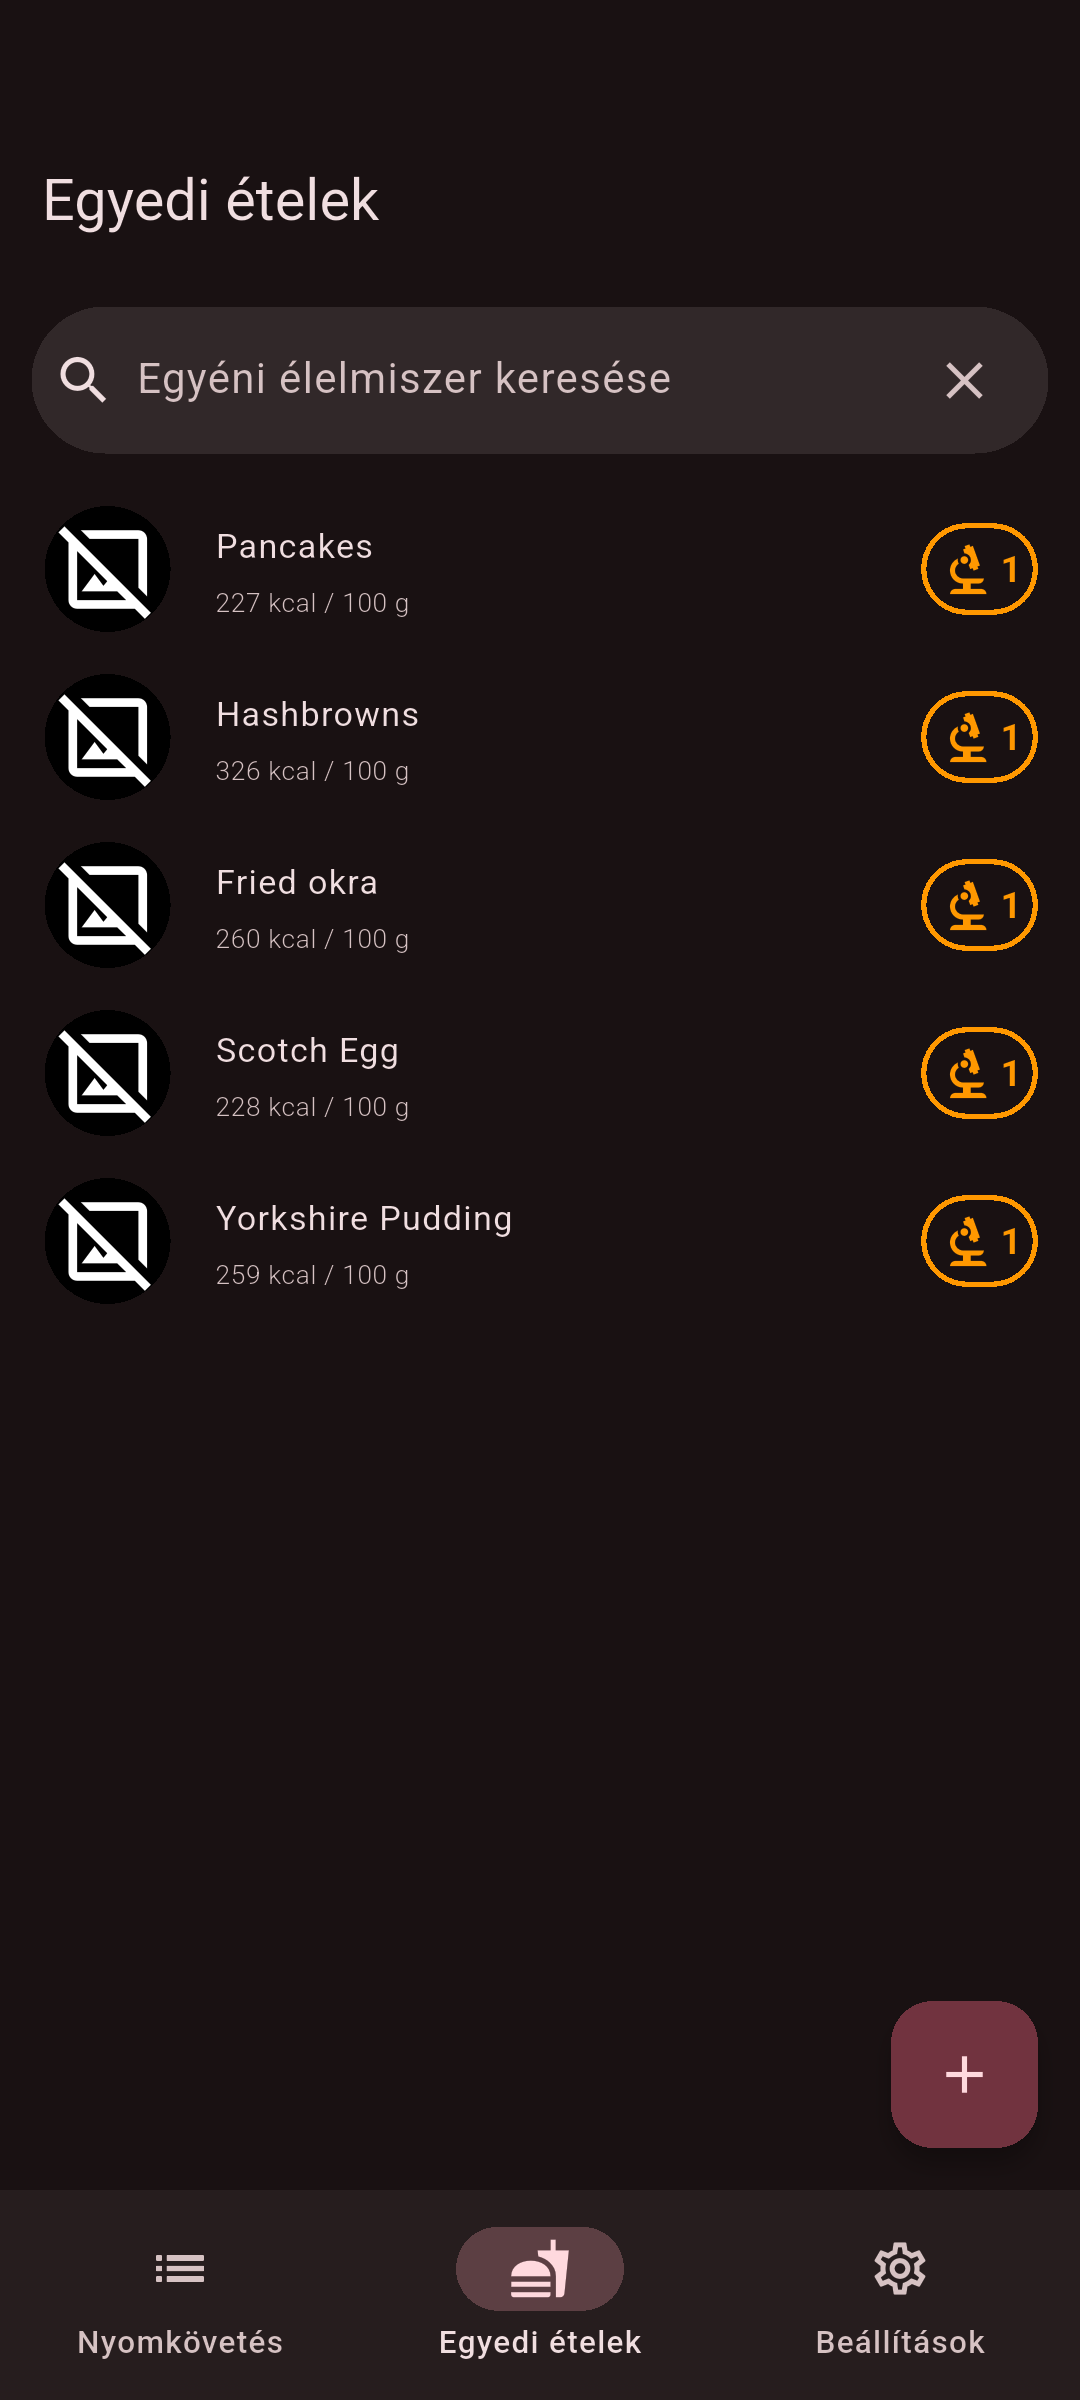 Egyedi ételek
Egyéni élelmiszer keresése
Pancakes
227 kcal / 100 g
1
Hashbrowns
326 kcal / 100 g
1
Fried okra
260 kcal / 100 g
1
Scotch Egg
228 kcal / 100 g
1
Yorkshire Pudding
259 kcal / 100 g
1
Nyomkövetés
Egyedi ételek
Beállítások